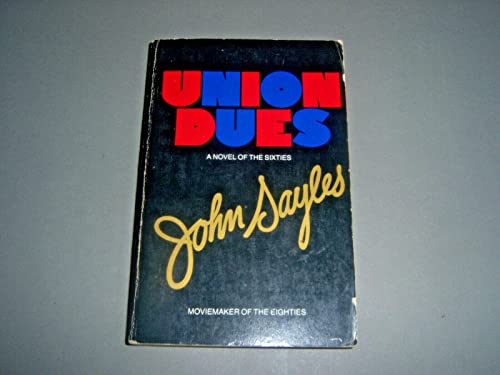 UNION
DUES
A NOVEL OF THE SIXTIES
John Sayles
MOVIEMAKER OF THE EIGHTIES